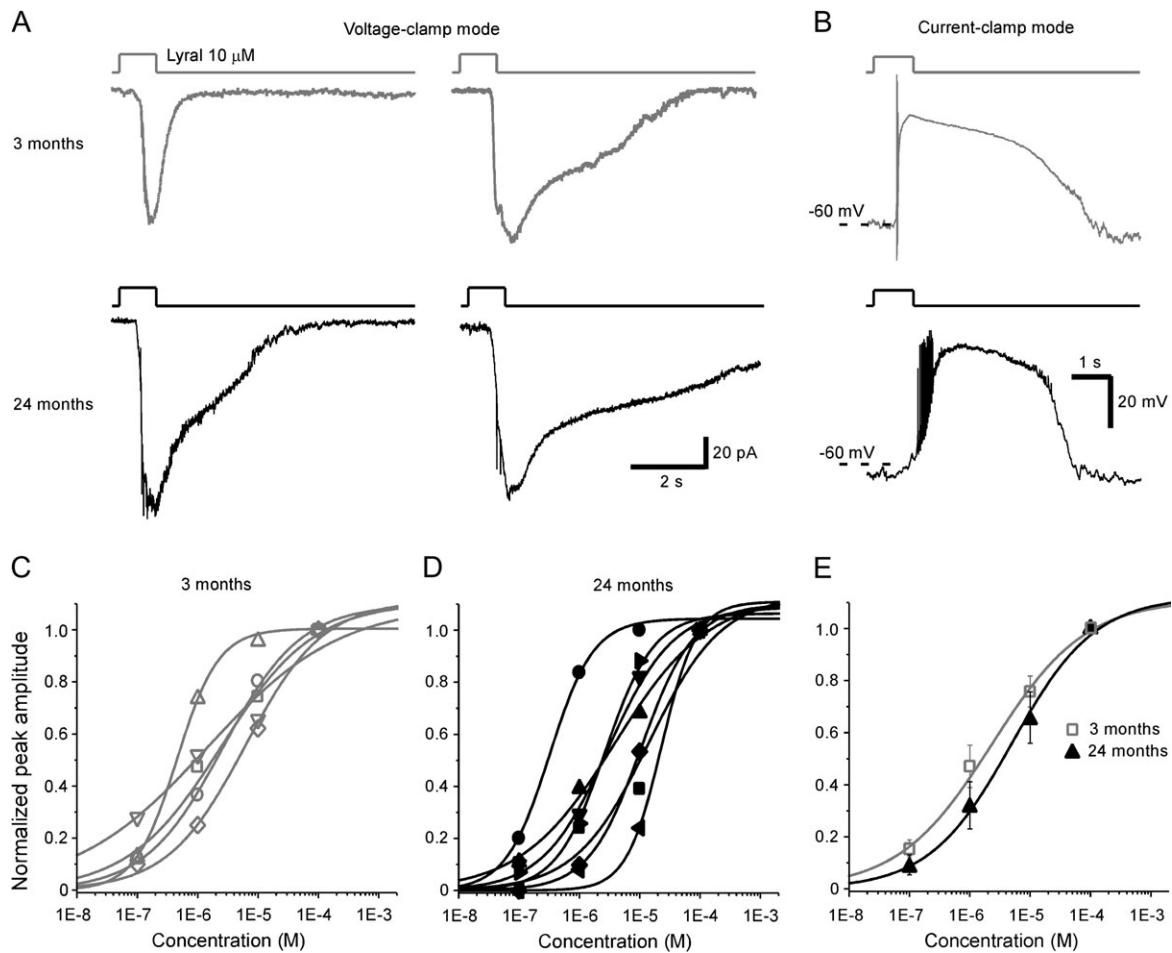 A
Voltage-clamp mode
B
Current-clamp mode
Lyral 10 μM
3 months
-60 mV
24 months
20 pA
2 s
-60 mV
1 s
20 mV
C
3 months
D
24 months
E
Normalized peak amplitude
1.0
0.8
0.6
0.4
0.2
0
1.0
0.8
0.6
0.4
0.2
0
1.0
0.8
0.6
0.4
0.2
0
3 months
24 months
1E-8 1E-7 1E-6 1E-5 1E-4 1E-3
1E-8 1E-7 1E-6 1E-5 1E-4 1E-3
1E-8 1E-7 1E-6 1E-5 1E-4 1E-3
Concentration (M)
Concentration (M)
Concentration (M)